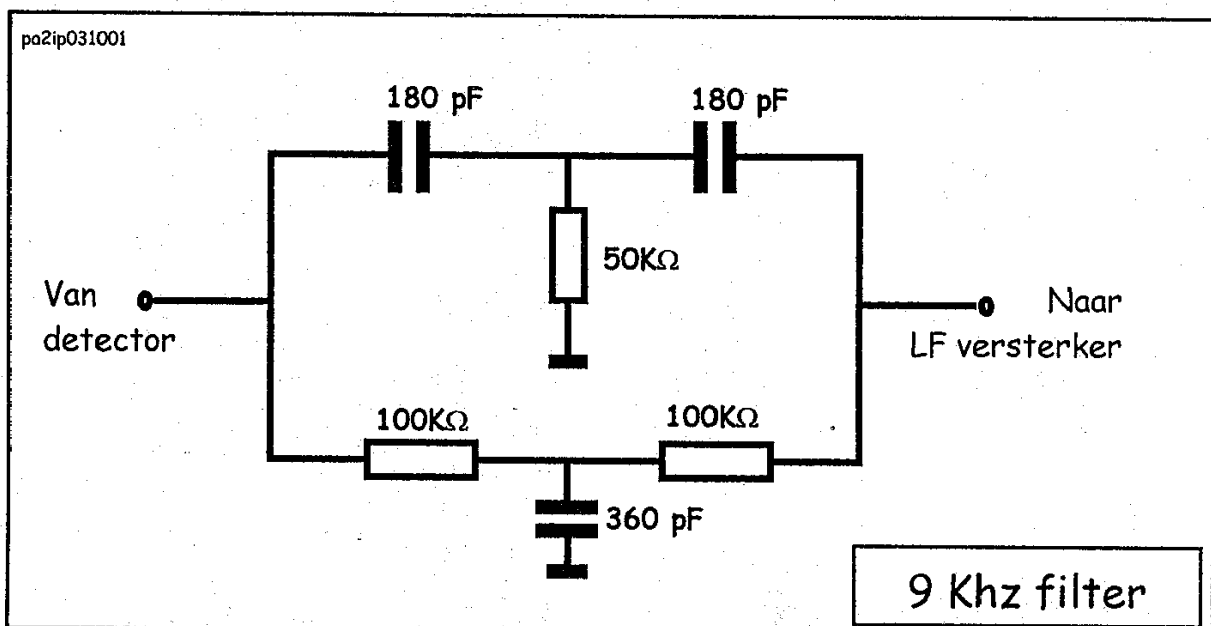 pa2ip031001
180 pF
180 pF
50KΩ
Van
detector
Naar
LF versterker
100KΩ
100KΩ
360 pF
9 Khz filter